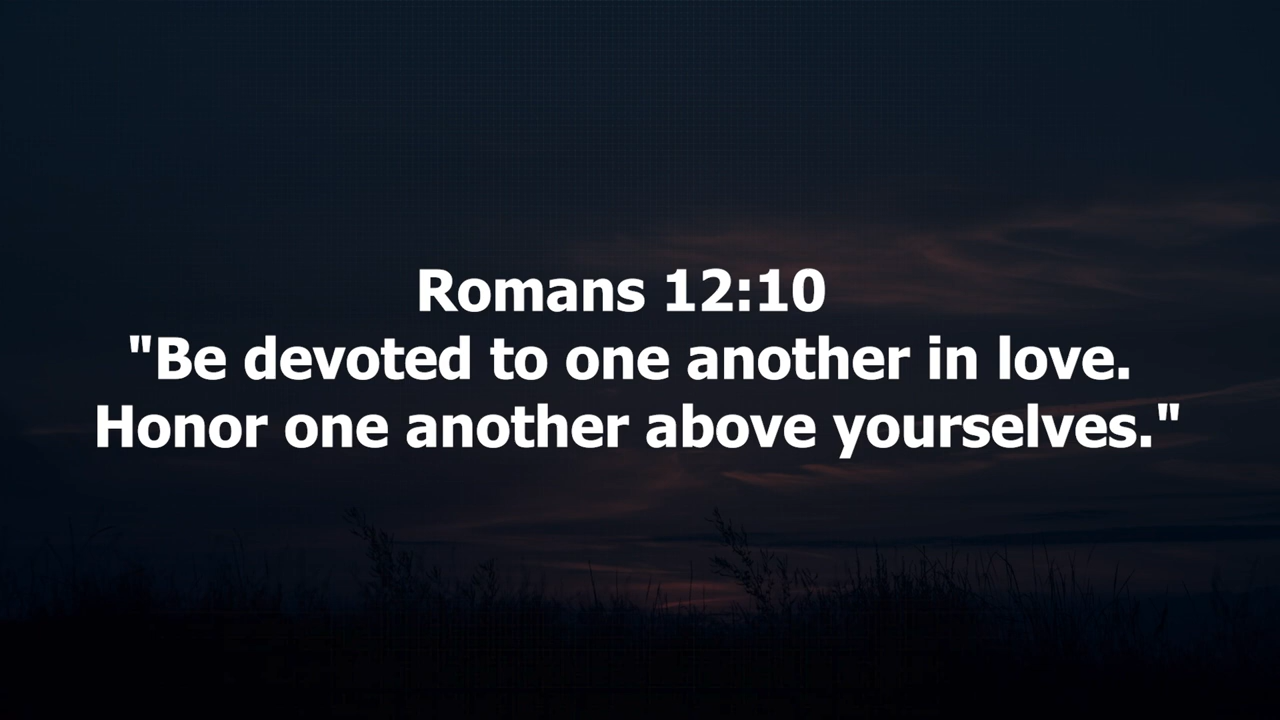 Romans 12:10
"Be devoted to one another in love.
Honor one another above yourselves."